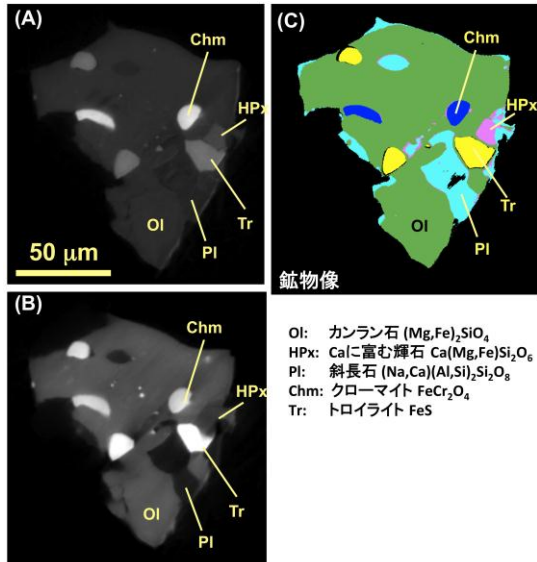 (A)
Chm
HPx
Tr
Ol
Pl
50 μm
(B)
Chm
HPx
Tr
Ol
Pl
(C)
Chm
HPx
Tr
Ol
Pl
鉱物像
Ol: カンラン石 (Mg,Fe)₂SiO₄
HPx: Caに富む輝石 Ca(Mg,Fe)Si₂O₆
Pl: 斜長石 (Na,Ca)(Al,Si)₂Si₂O₈
Chm: クローマイト FeCr₂O₄
Tr: トロイライト FeS